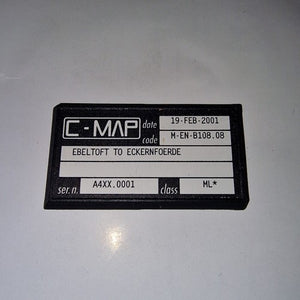 C-MAP date 19-FEB-2001
code M-EN-B108.08
EBELTOFT TO ECKERNFOERDE
ser.n. A4XX.0001 class ML*